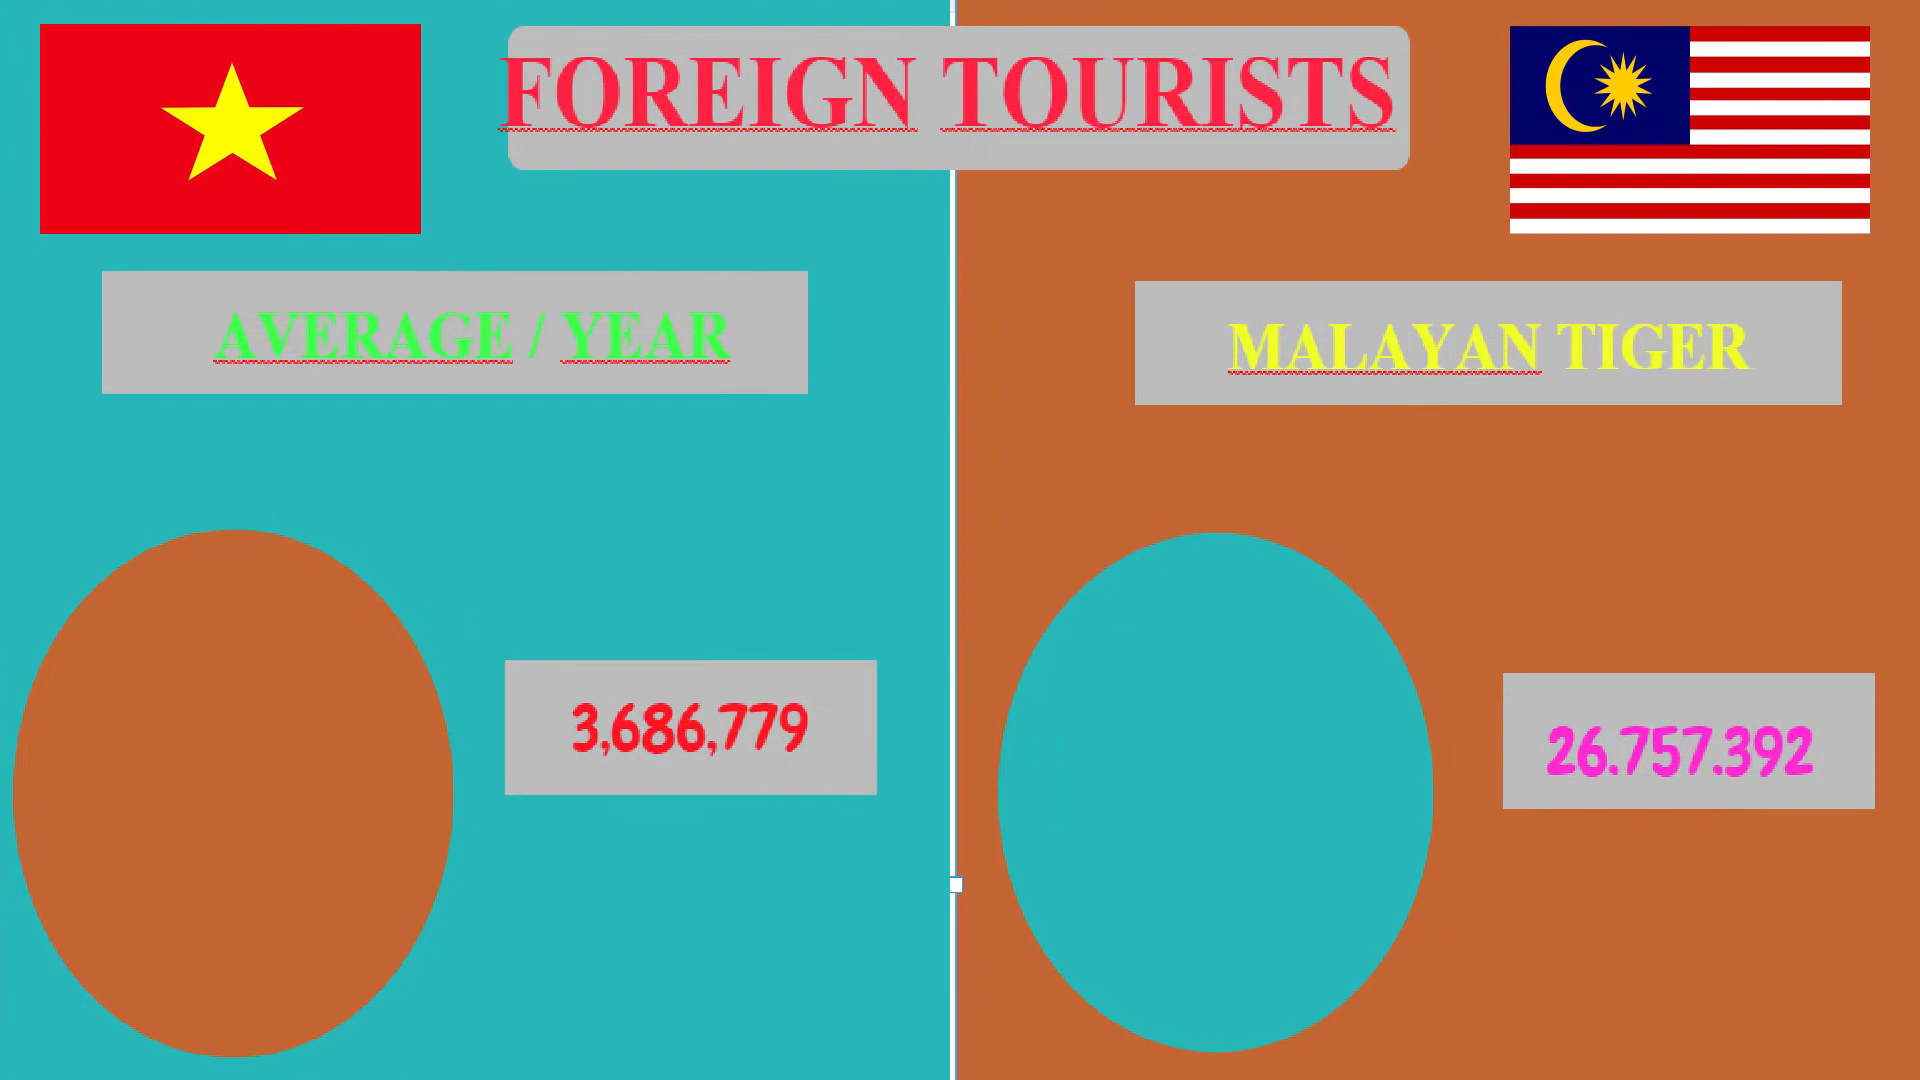 FOREIGN TOURISTS
AVERAGE / YEAR
MALAYAN TIGER
3,686,779
26.757.392